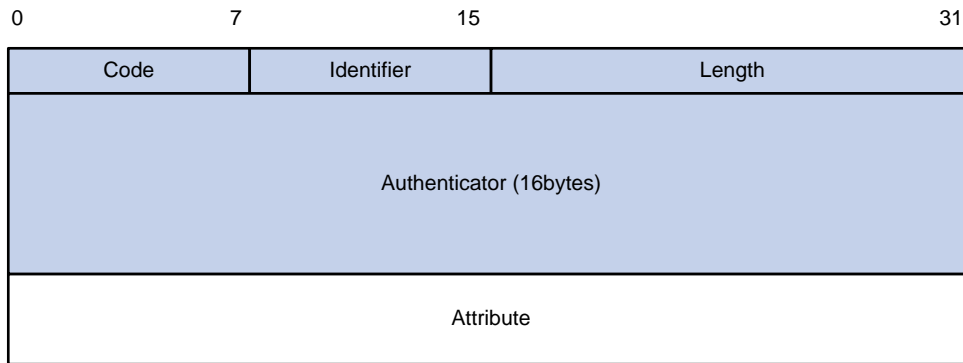 0 7 15 31
Code Identifier Length
Authenticator (16bytes)
Attribute